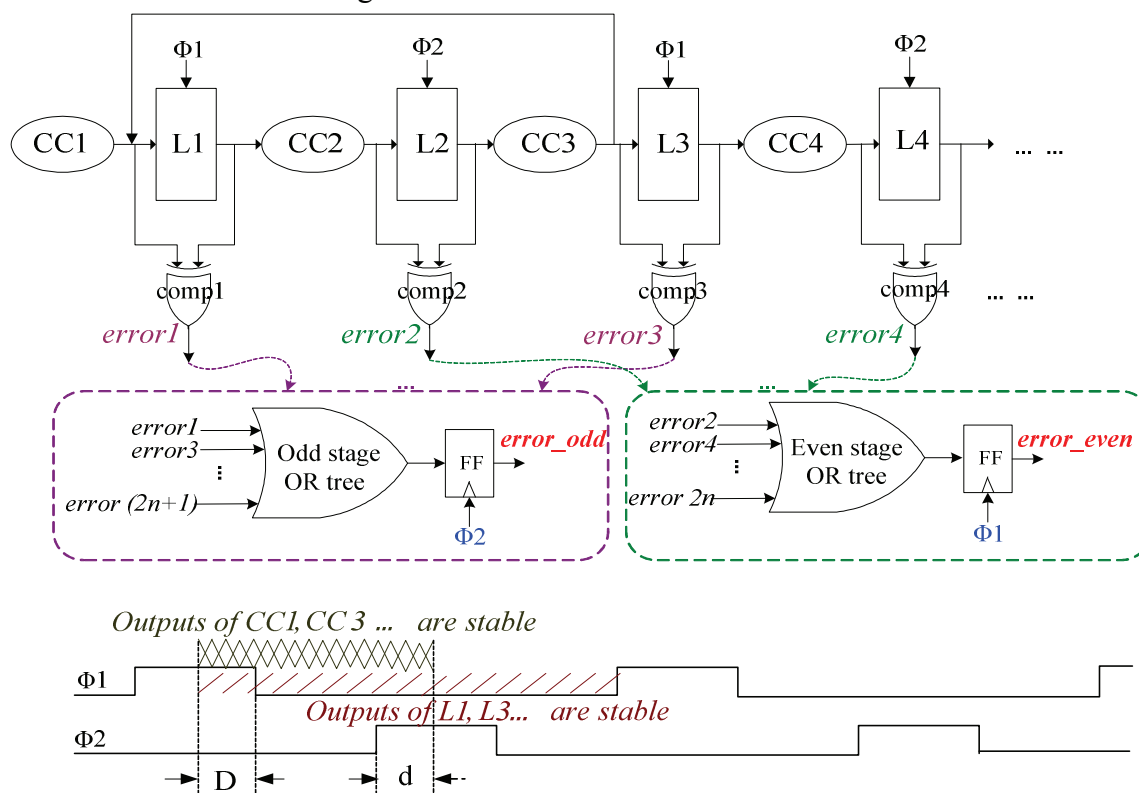 Φ1 Φ2 Φ1 Φ2
CC1 L1 CC2 L2 CC3 L3 CC4 L4 ... ...
comp1 comp2 comp3 comp4 ... ...
error1 error2 error3 error4
... ...
error1
error3
...
error (2n+1)
Odd stage
OR tree
FF
error_odd
Φ2
error2
error4
...
error 2n
Even stage
OR tree
FF
error_even
Φ1
Outputs of CC1, CC 3 ... are stable
Φ1
Outputs of L1, L3... are stable
Φ2
D d